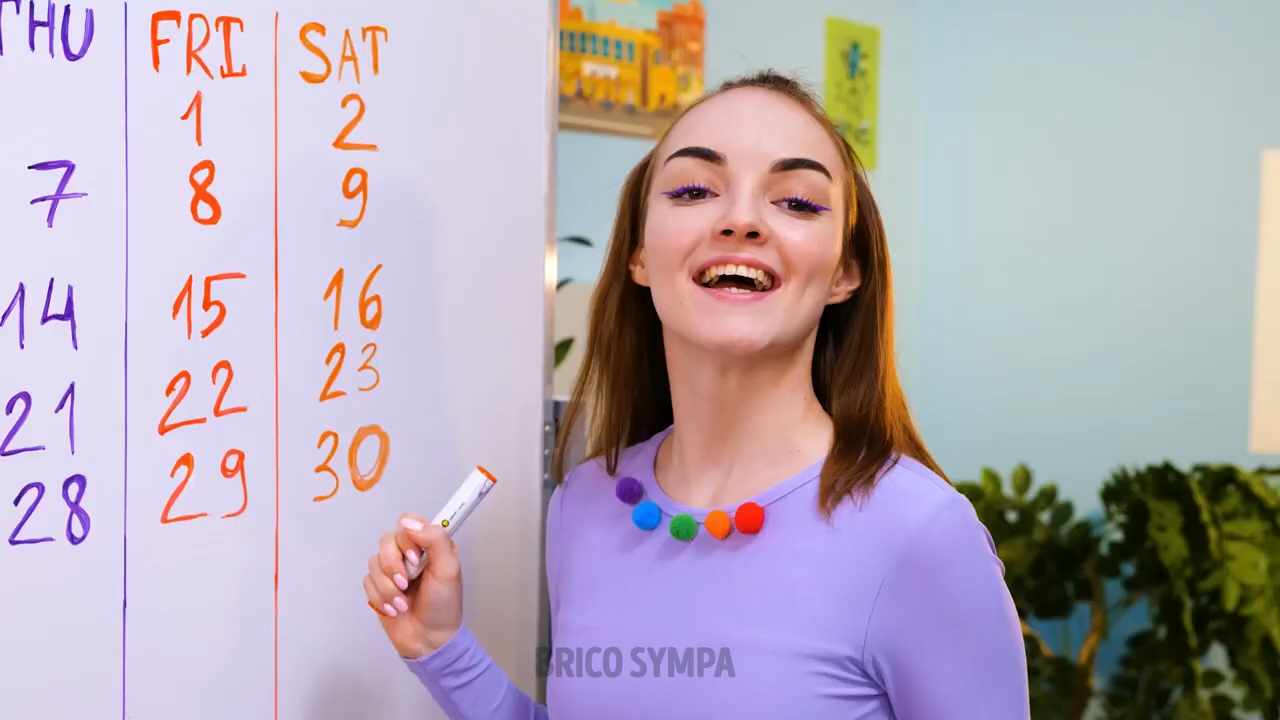 THU FRI SAT
1 2
7 8 9
14 15 16
21 22 23
28 29 30
BRICO SYMPA